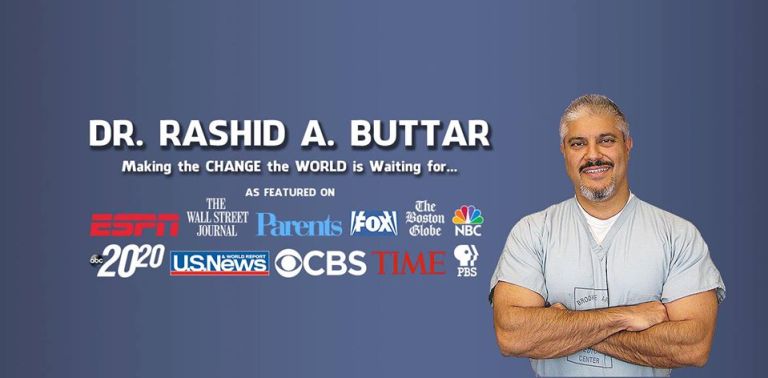 DR. RASHID A. BUTTAR
Making the CHANGE the WORLD is Waiting for...
AS FEATURED ON
ESPN
THE
WALL STREET
JOURNAL
Parents
FOX
The
Boston
Globe
NBC
abc
20/20
U.S.News
& WORLD REPORT
CBS
TIME
PBS
CENTER